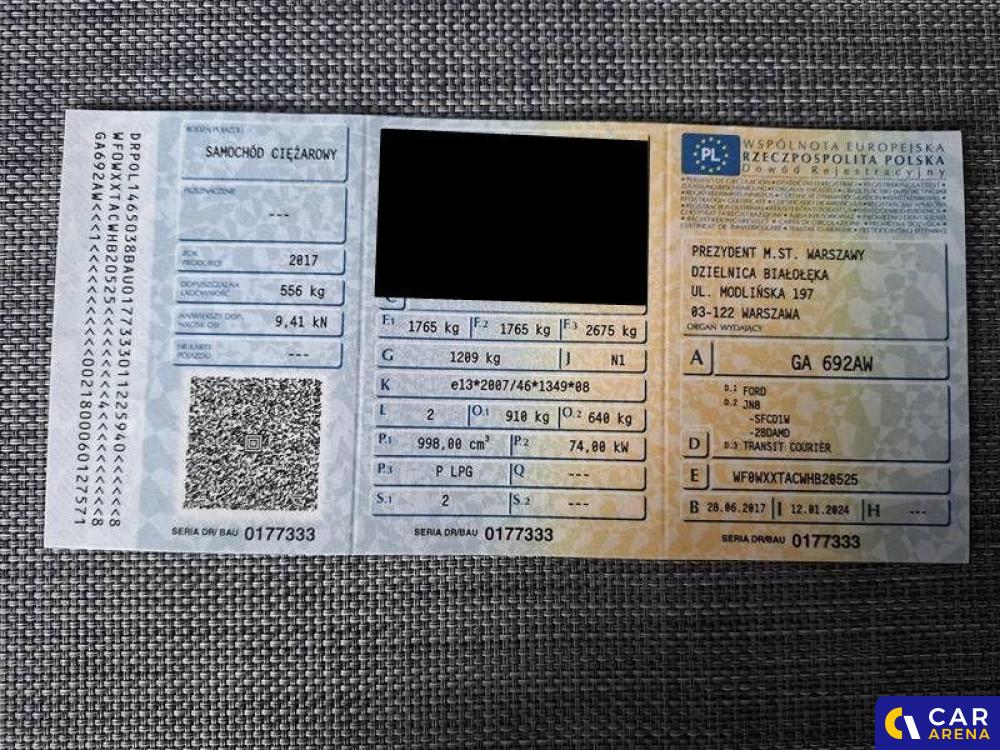 DRPOL1465038BAU01773333011225940<<<<<8
WF0WXXTACWHB20525<<<<<<<<4<<<<<<<<<<8
GA692AW<<<1<<<<<<<<<<<<0021800060127571
RODZAJ POJAZDU
SAMOCHÓD CIĘŻAROWY
PRZEZNACZENIE
---
ROK PRODUKCJI
2017
DOPUSZCZALNA ŁADOWNOŚĆ
556 kg
NAJWIĘKSZY DOP. NACISK OSI
9,41 kN
NR KARTY POJAZDU
---
SERIA DR/BAU 0177333
C
F.1 1765 kg F.2 1765 kg F.3 2675 kg
G 1209 kg J N1
K e13*2007/46*1349*08
L 2 O.1 910 kg O.2 640 kg
P.1 998,00 cm³ P.2 74,00 kW
P.3 P LPG Q ---
S.1 2 S.2 ---
SERIA DR/BAU 0177333
PL
WSPÓLNOTA EUROPEJSKA
RZECZPOSPOLITA POLSKA
Dowód Rejestracyjny
PREZYDENT M.ST. WARSZAWY
DZIELNICA BIAŁOŁĘKA
UL. MODLIŃSKA 197
03-122 WARSZAWA
ORGAN WYDAJĄCY
A GA 692AW
D.1 FORD
D.2 JNB
-SFCD1W
-2BDAMD
D D.3 TRANSIT COURIER
E WF0WXXTACWHB20525
B 28.06.2017 I 12.01.2024 H ---
SERIA DR/BAU 0177333
CAR
ARENA